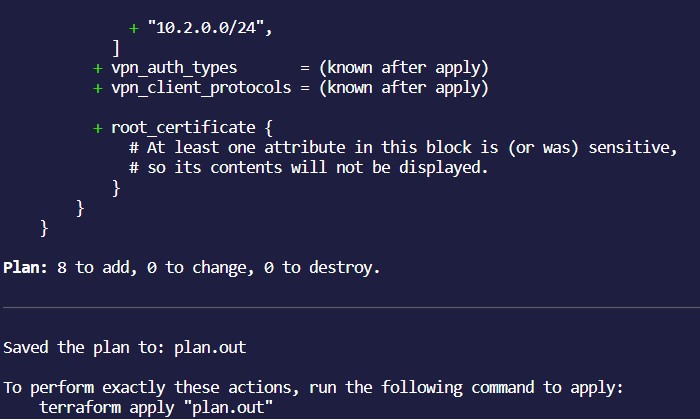 + "10.2.0.0/24",
]
+ vpn_auth_types       = (known after apply)
+ vpn_client_protocols = (known after apply)
+ root_certificate {
# At least one attribute in this block is (or was) sensitive,
# so its contents will not be displayed.
}
}
}
Plan: 8 to add, 0 to change, 0 to destroy.
Saved the plan to: plan.out
To perform exactly these actions, run the following command to apply:
terraform apply "plan.out"